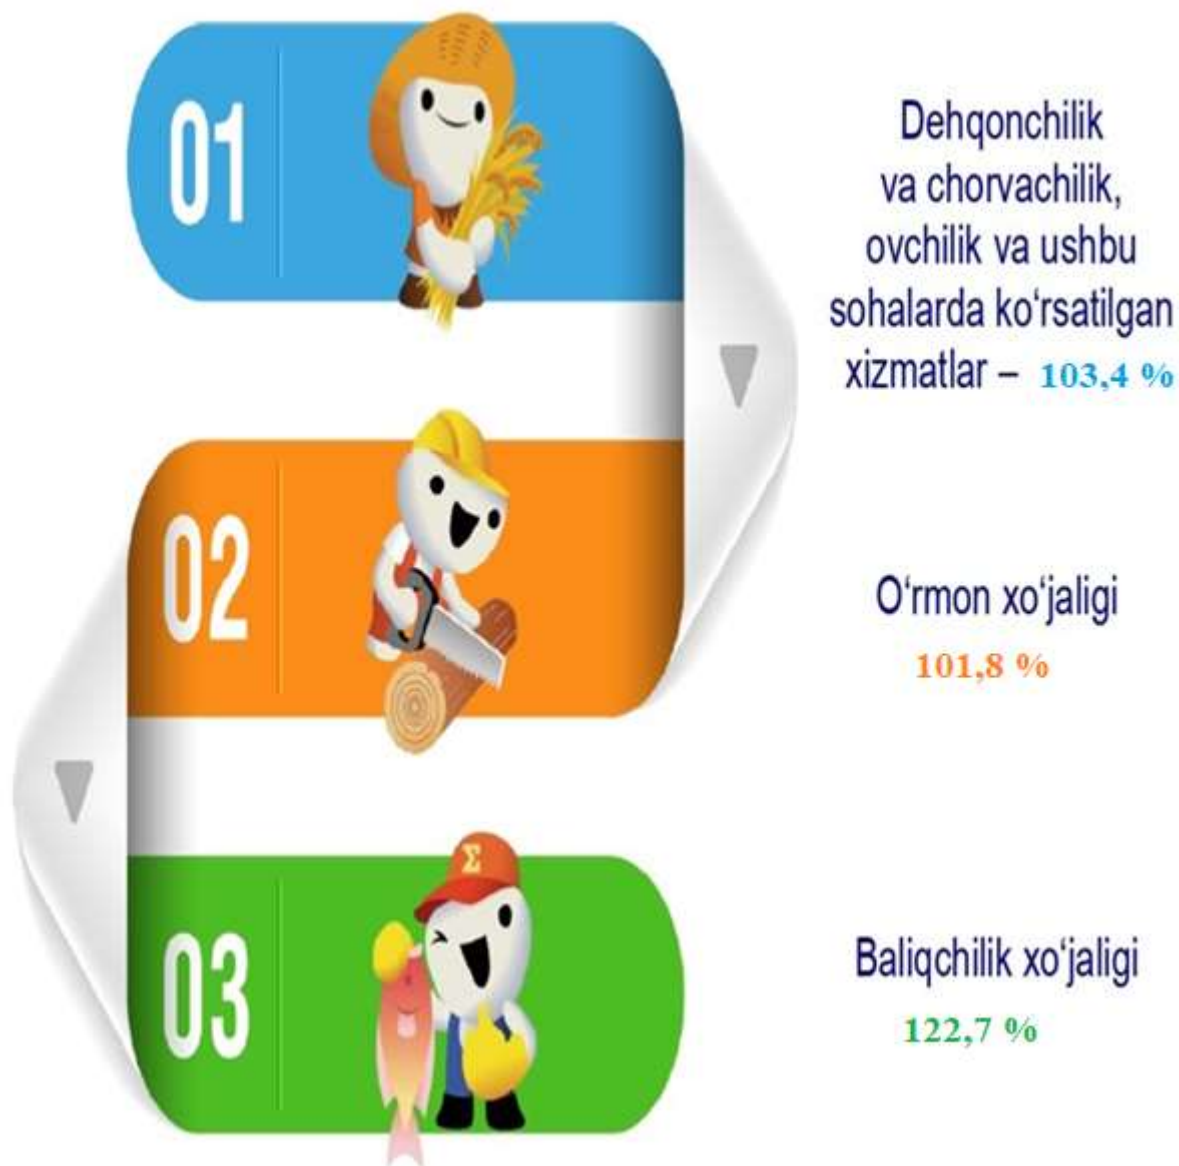 01
Dehqonchilik
va chorvachilik,
ovchilik va ushbu
sohalarda ko‘rsatilgan
xizmatlar – 103,4 %
02
O‘rmon xo‘jaligi
101,8 %
Σ
03
Baliqchilik xo‘jaligi
122,7 %